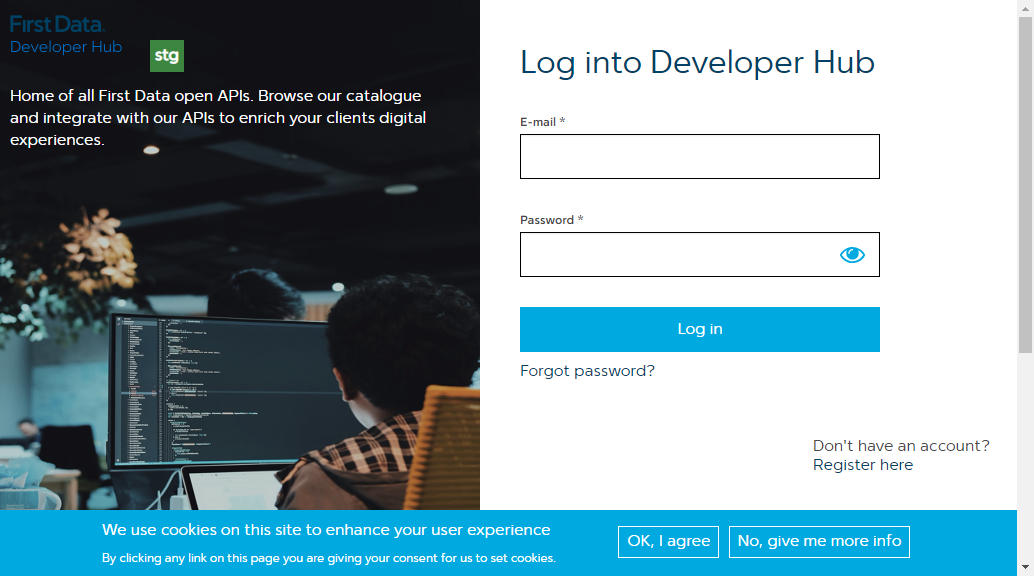 First Data.
Developer Hub
stg
Home of all First Data open APIs. Browse our catalogue
and integrate with our APIs to enrich your clients digital
experiences.
Log into Developer Hub
E-mail *
Password *
Log in
Forgot password?
Don't have an account?
Register here
We use cookies on this site to enhance your user experience
By clicking any link on this page you are giving your consent for us to set cookies.
OK, I agree
No, give me more info